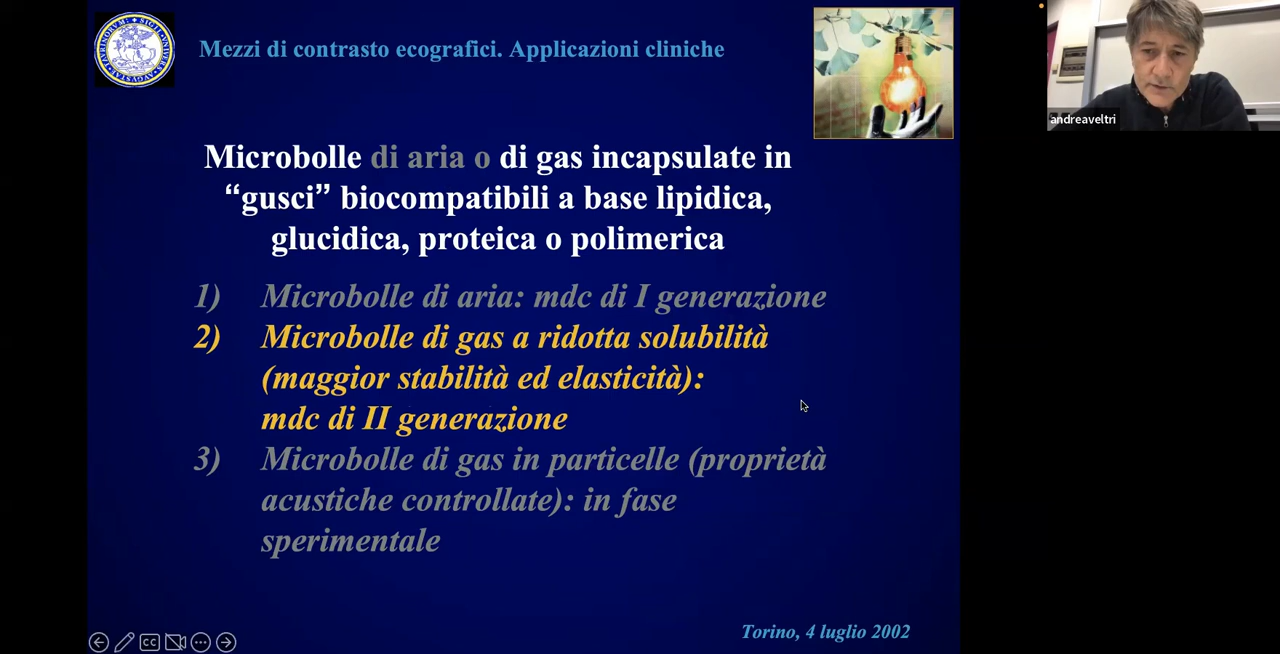 Mezzi di contrasto ecografici. Applicazioni cliniche
andreaveltri
Microbolle di aria o di gas incapsulate in
“gusci” biocompatibili a base lipidica,
glucidica, proteica o polimerica
1) Microbolle di aria: mdc di I generazione
2) Microbolle di gas a ridotta solubilità
(maggior stabilità ed elasticità):
mdc di II generazione
3) Microbolle di gas in particelle (proprietà
acustiche controllate): in fase
sperimentale
Torino, 4 luglio 2002
CC